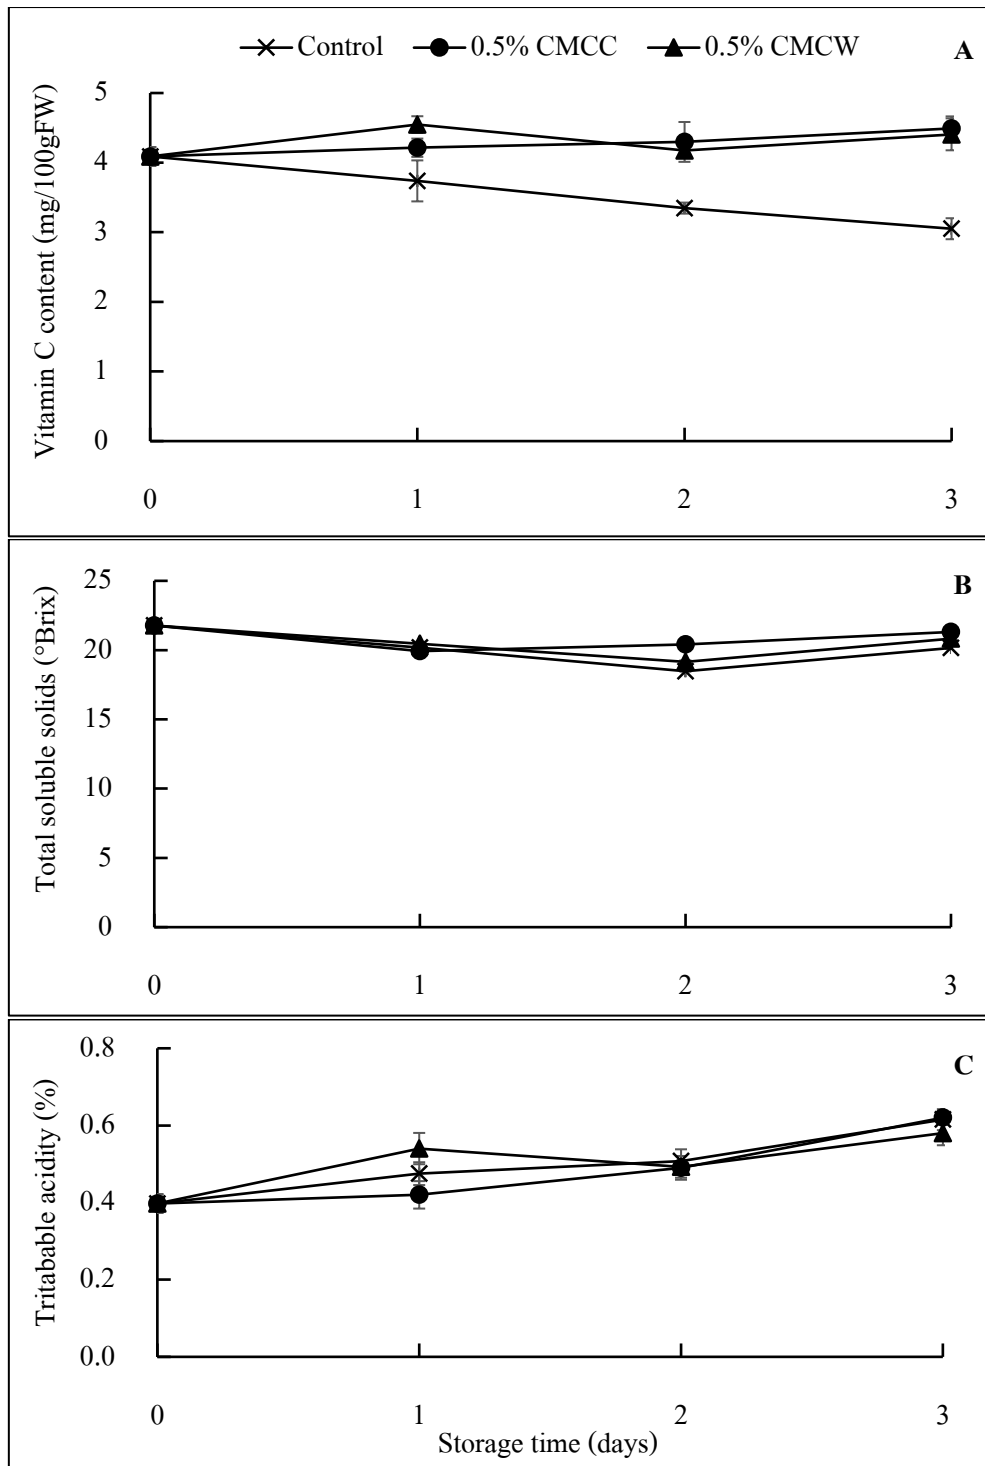 Control 0.5% CMCC 0.5% CMCW A
Vitamin C content (mg/100gFW)
5
4
3
2
1
0
0 1 2 3
B
Total soluble solids (°Brix)
25
20
15
10
5
0
0 1 2 3
C
Tritabable acidity (%)
0.8
0.6
0.4
0.2
0.0
0 1 2 3
Storage time (days)